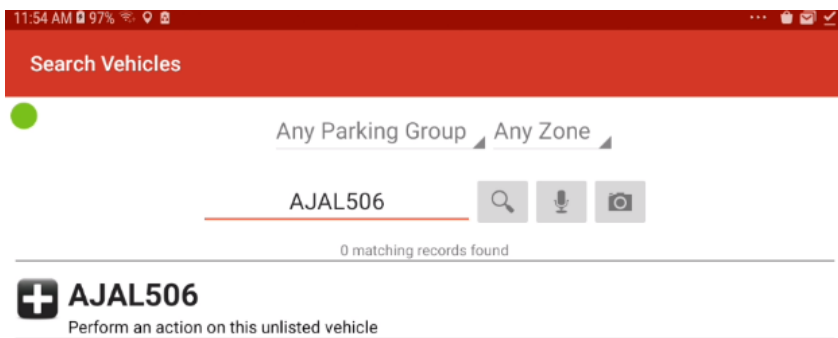 11:54 AM 97%
Search Vehicles
Any Parking Group Any Zone
AJAL506
0 matching records found
AJAL506
Perform an action on this unlisted vehicle